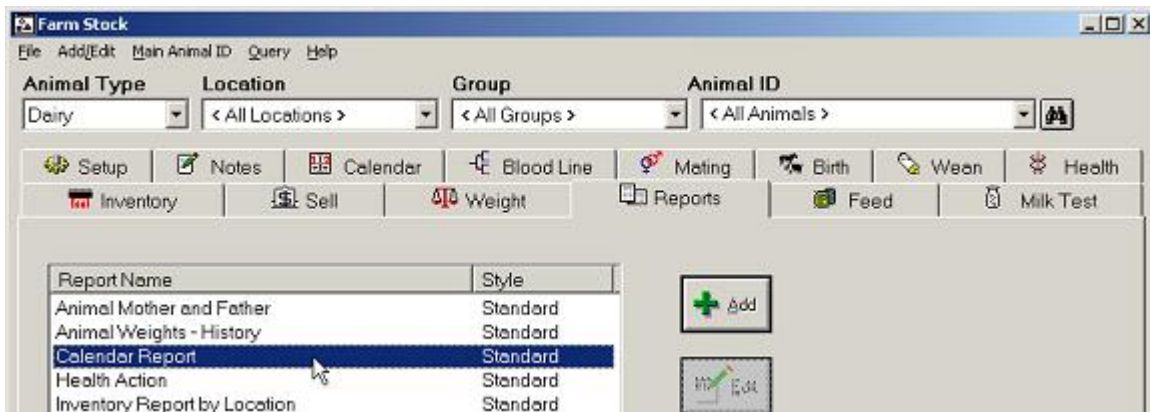 Farm Stock
File Add/Edit Main Animal ID Query Help
Animal Type Location Group Animal ID
Dairy < All Locations > < All Groups > < All Animals >
Setup Notes Calendar Blood Line Mating Birth Wean Health
Inventory Sell Weight Reports Feed Milk Test
Report Name Style
Animal Mother and Father Standard
Animal Weights - History Standard
Add
Calendar Report Standard
Health Action Standard
Edit
Inventory Report by Location Standard